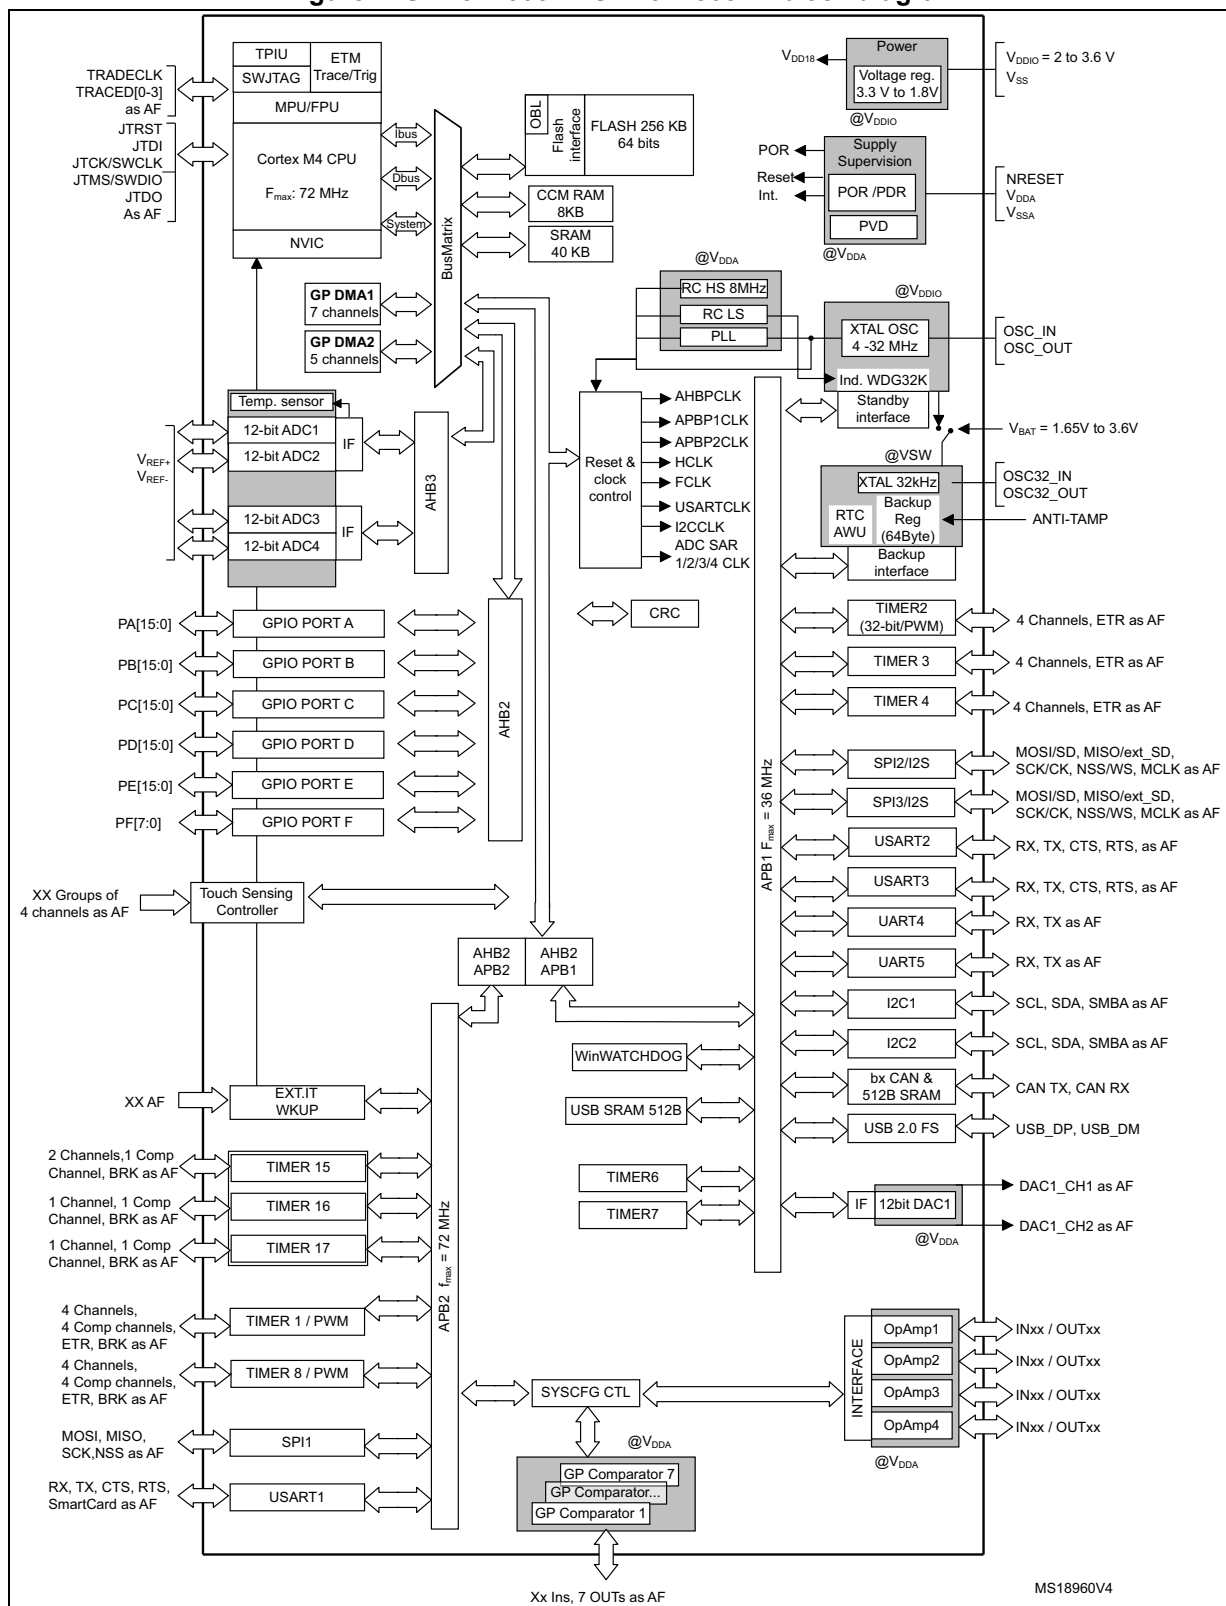 TPIU
ETM
Trace/Trig
SWJTAG
MPU/FPU
Cortex M4 CPU
Fmax: 72 MHz
NVIC
TRADECLK
TRACED[0-3]
as AF
JTRST
JTDI
JTCK/SWCLK
JTMS/SWDIO
JTDO
As AF
Ibus
Dbus
System
BusMatrix
OBL
Flash
interface
FLASH 256 KB
64 bits
CCM RAM
8KB
SRAM
40 KB
GP DMA1
7 channels
GP DMA2
5 channels
VDD18
Power
Voltage reg.
3.3 V to 1.8V
@VDDIO
VDDIO = 2 to 3.6 V
VSS
POR
Reset
Int.
Supply
Supervision
POR /PDR
PVD
@VDDA
NRESET
VDDA
VSSA
@VDDA
RC HS 8MHz
RC LS
PLL
@VDDIO
XTAL OSC
4 -32 MHz
Ind. WDG32K
Standby
interface
OSC_IN
OSC_OUT
VBAT = 1.65V to 3.6V
@VSW
XTAL 32kHz
RTC
AWU
Backup
Reg
(64Byte)
Backup
interface
OSC32_IN
OSC32_OUT
ANTI-TAMP
Reset &
clock
control
AHBPCLK
APBP1CLK
APBP2CLK
HCLK
FCLK
USARTCLK
I2CCLK
ADC SAR
1/2/3/4 CLK
Temp. sensor
12-bit ADC1
12-bit ADC2
IF
VREF+
VREF-
12-bit ADC3
12-bit ADC4
IF
AHB3
CRC
PA[15:0]
GPIO PORT A
PB[15:0]
GPIO PORT B
PC[15:0]
GPIO PORT C
PD[15:0]
GPIO PORT D
PE[15:0]
GPIO PORT E
PF[7:0]
GPIO PORT F
AHB2
XX Groups of
4 channels as AF
Touch Sensing
Controller
AHB2
APB2
AHB2
APB1
APB1 Fmax = 36 MHz
TIMER2
(32-bit/PWM)
4 Channels, ETR as AF
TIMER 3
4 Channels, ETR as AF
TIMER 4
4 Channels, ETR as AF
SPI2/I2S
MOSI/SD, MISO/ext_SD,
SCK/CK, NSS/WS, MCLK as AF
SPI3/I2S
MOSI/SD, MISO/ext_SD,
SCK/CK, NSS/WS, MCLK as AF
USART2
RX, TX, CTS, RTS, as AF
USART3
RX, TX, CTS, RTS, as AF
UART4
RX, TX as AF
UART5
RX, TX as AF
I2C1
SCL, SDA, SMBA as AF
I2C2
SCL, SDA, SMBA as AF
bx CAN &
512B SRAM
CAN TX, CAN RX
USB 2.0 FS
USB_DP, USB_DM
WinWATCHDOG
USB SRAM 512B
TIMER6
TIMER7
IF
12bit DAC1
@VDDA
DAC1_CH1 as AF
DAC1_CH2 as AF
XX AF
EXT.IT
WKUP
2 Channels,1 Comp
Channel, BRK as AF
TIMER 15
1 Channel, 1 Comp
Channel, BRK as AF
TIMER 16
1 Channel, 1 Comp
Channel, BRK as AF
TIMER 17
4 Channels,
4 Comp channels,
ETR, BRK as AF
TIMER 1 / PWM
4 Channels,
4 Comp channels,
ETR, BRK as AF
TIMER 8 / PWM
MOSI, MISO,
SCK,NSS as AF
SPI1
RX, TX, CTS, RTS,
SmartCard as AF
USART1
APB2 fmax = 72 MHz
SYSCFG CTL
@VDDA
GP Comparator 7
GP Comparator...
GP Comparator 1
Xx Ins, 7 OUTs as AF
INTERFACE
OpAmp1
INxx / OUTxx
OpAmp2
INxx / OUTxx
OpAmp3
INxx / OUTxx
OpAmp4
INxx / OUTxx
@VDDA
MS18960V4